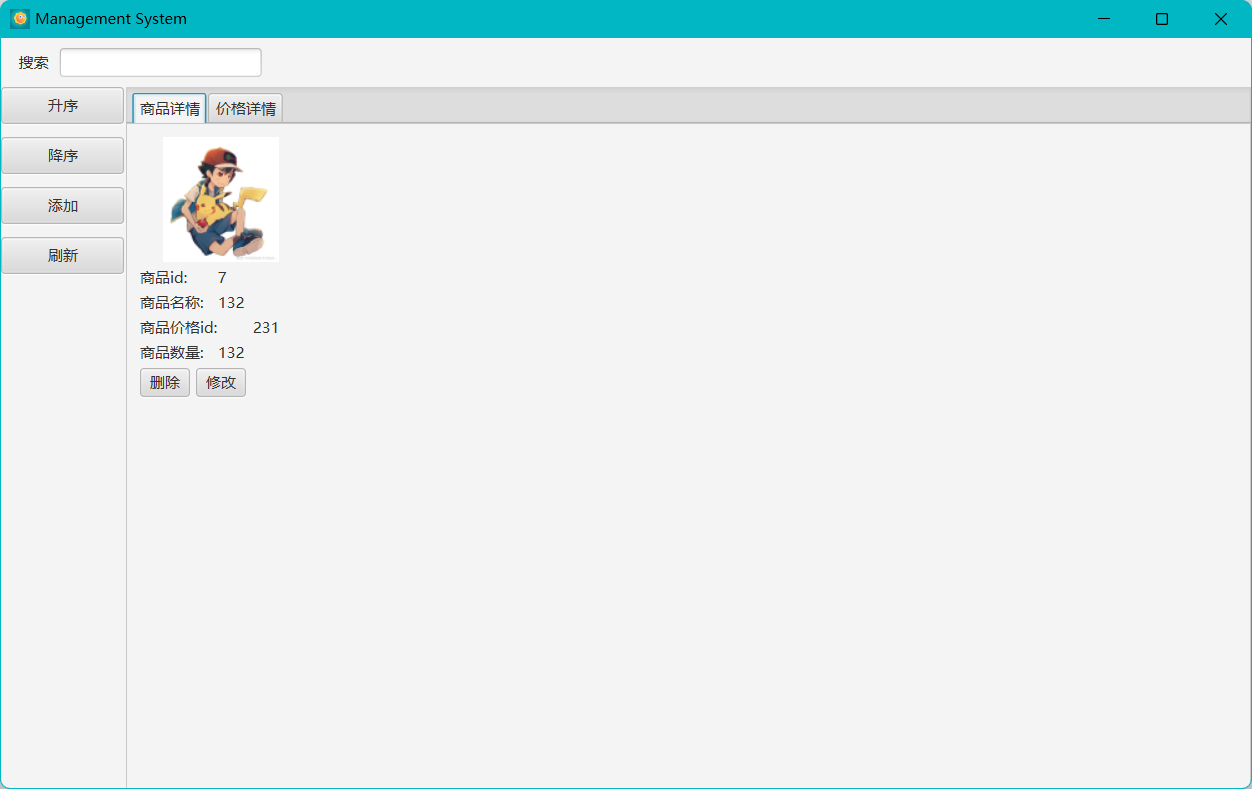 Management System
搜索
升序
降序
添加
刷新
商品详情 价格详情
商品id: 7
商品名称: 132
商品价格id: 231
商品数量: 132
删除 修改